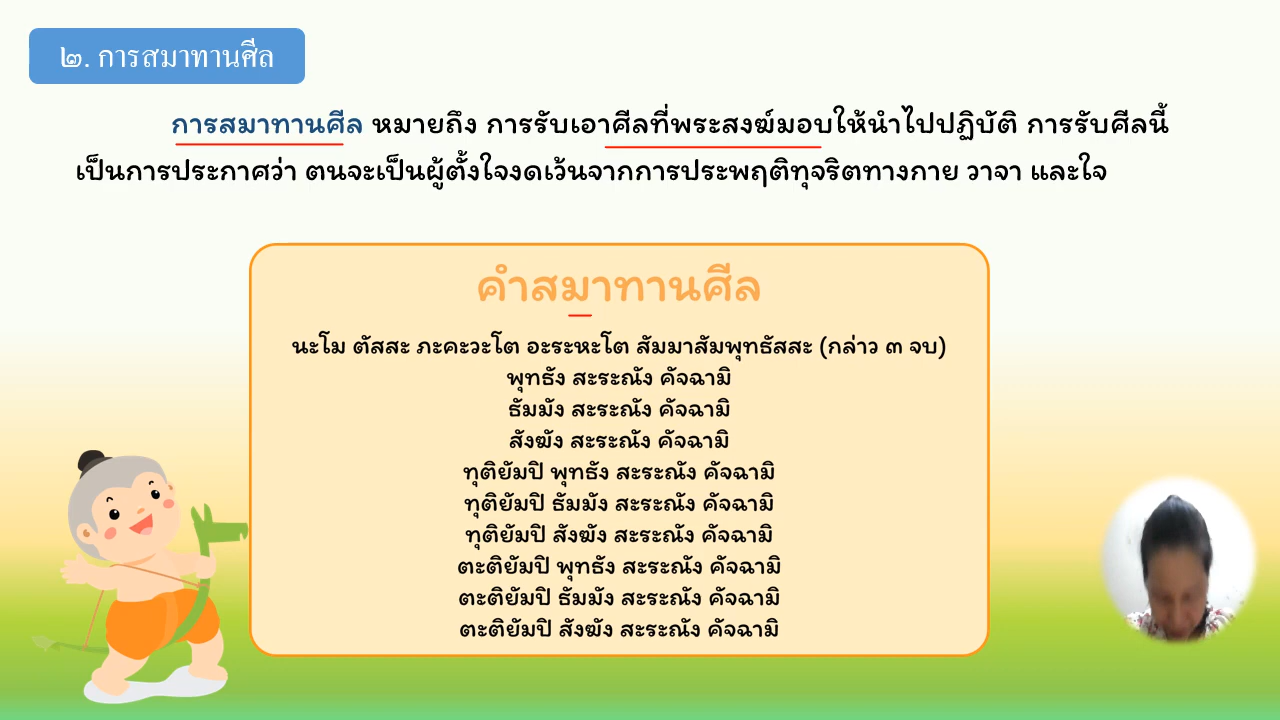 ๒. การสมาทานศีล
การสมาทานศีล หมายถึง การรับเอาศีลที่พระสงฆ์มอบให้นำไปปฏิบัติ การรับศีลนี้
เป็นการประกาศว่า ตนจะเป็นผู้ตั้งใจงดเว้นจากการประพฤติทุจริตทางกาย วาจา และใจ
คำสมาทานศีล
นะโม ตัสสะ ภะคะวะโต อะระหะโต สัมมาสัมพุทธัสสะ (กล่าว ๓ จบ)
พุทธัง สะระณัง คัจฉามิ
ธัมมัง สะระณัง คัจฉามิ
สังฆัง สะระณัง คัจฉามิ
ทุติยัมปิ พุทธัง สะระณัง คัจฉามิ
ทุติยัมปิ ธัมมัง สะระณัง คัจฉามิ
ทุติยัมปิ สังฆัง สะระณัง คัจฉามิ
ตะติยัมปิ พุทธัง สะระณัง คัจฉามิ
ตะติยัมปิ ธัมมัง สะระณัง คัจฉามิ
ตะติยัมปิ สังฆัง สะระณัง คัจฉามิ